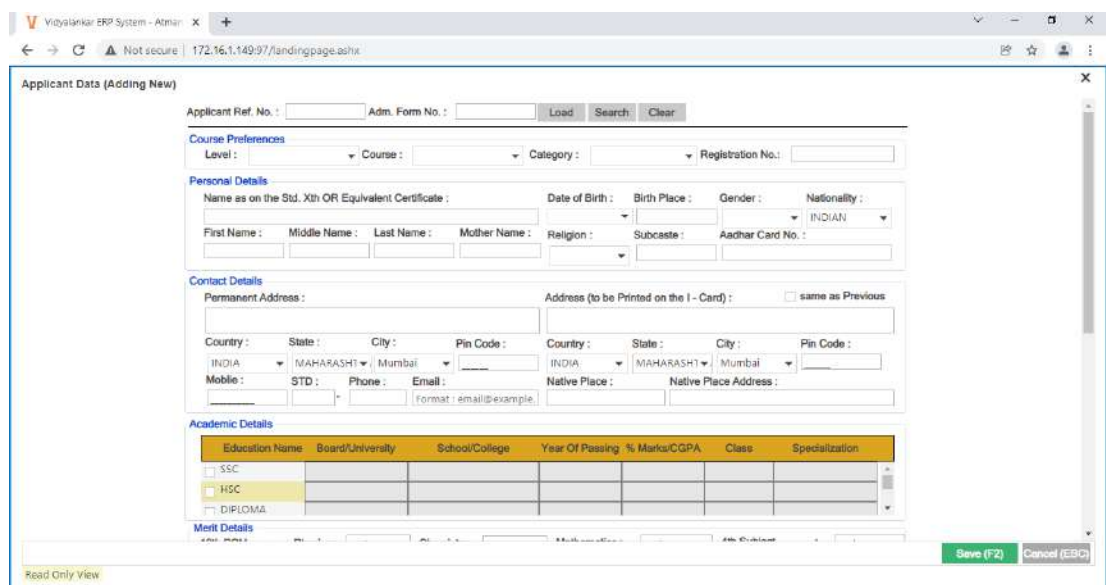 Vidyalankar ERP System - Atmar X +
Not secure 172.16.1.149:97/landingpage.ashx
Applicant Data (Adding New) X
Applicant Ref. No. : Adm. Form No. : Load Search Clear
Course Preferences
Level : Course : Category : Registration No.:
Personal Details
Name as on the Std. Xth OR Equivalent Certificate : Date of Birth : Birth Place : Gender : Nationality :
INDIAN
First Name : Middle Name : Last Name : Mother Name : Religion : Subcaste : Aadhar Card No. :
Contact Details
Permanent Address : Address (to be Printed on the I - Card) : same as Previous
Country : State : City : Pin Code : Country : State : City : Pin Code :
INDIA MAHARASHT Mumbai INDIA MAHARASHT Mumbai
Moblie : STD : Phone : Email : Native Place : Native Place Address :
- Format : email@example.
Academic Details
Education Name Board/University School/College Year Of Passing % Marks/CGPA Class Specialization
SSC
HSC
DIPLOMA
Merit Details
Save (F2) Cancel (ESC)
Read Only View